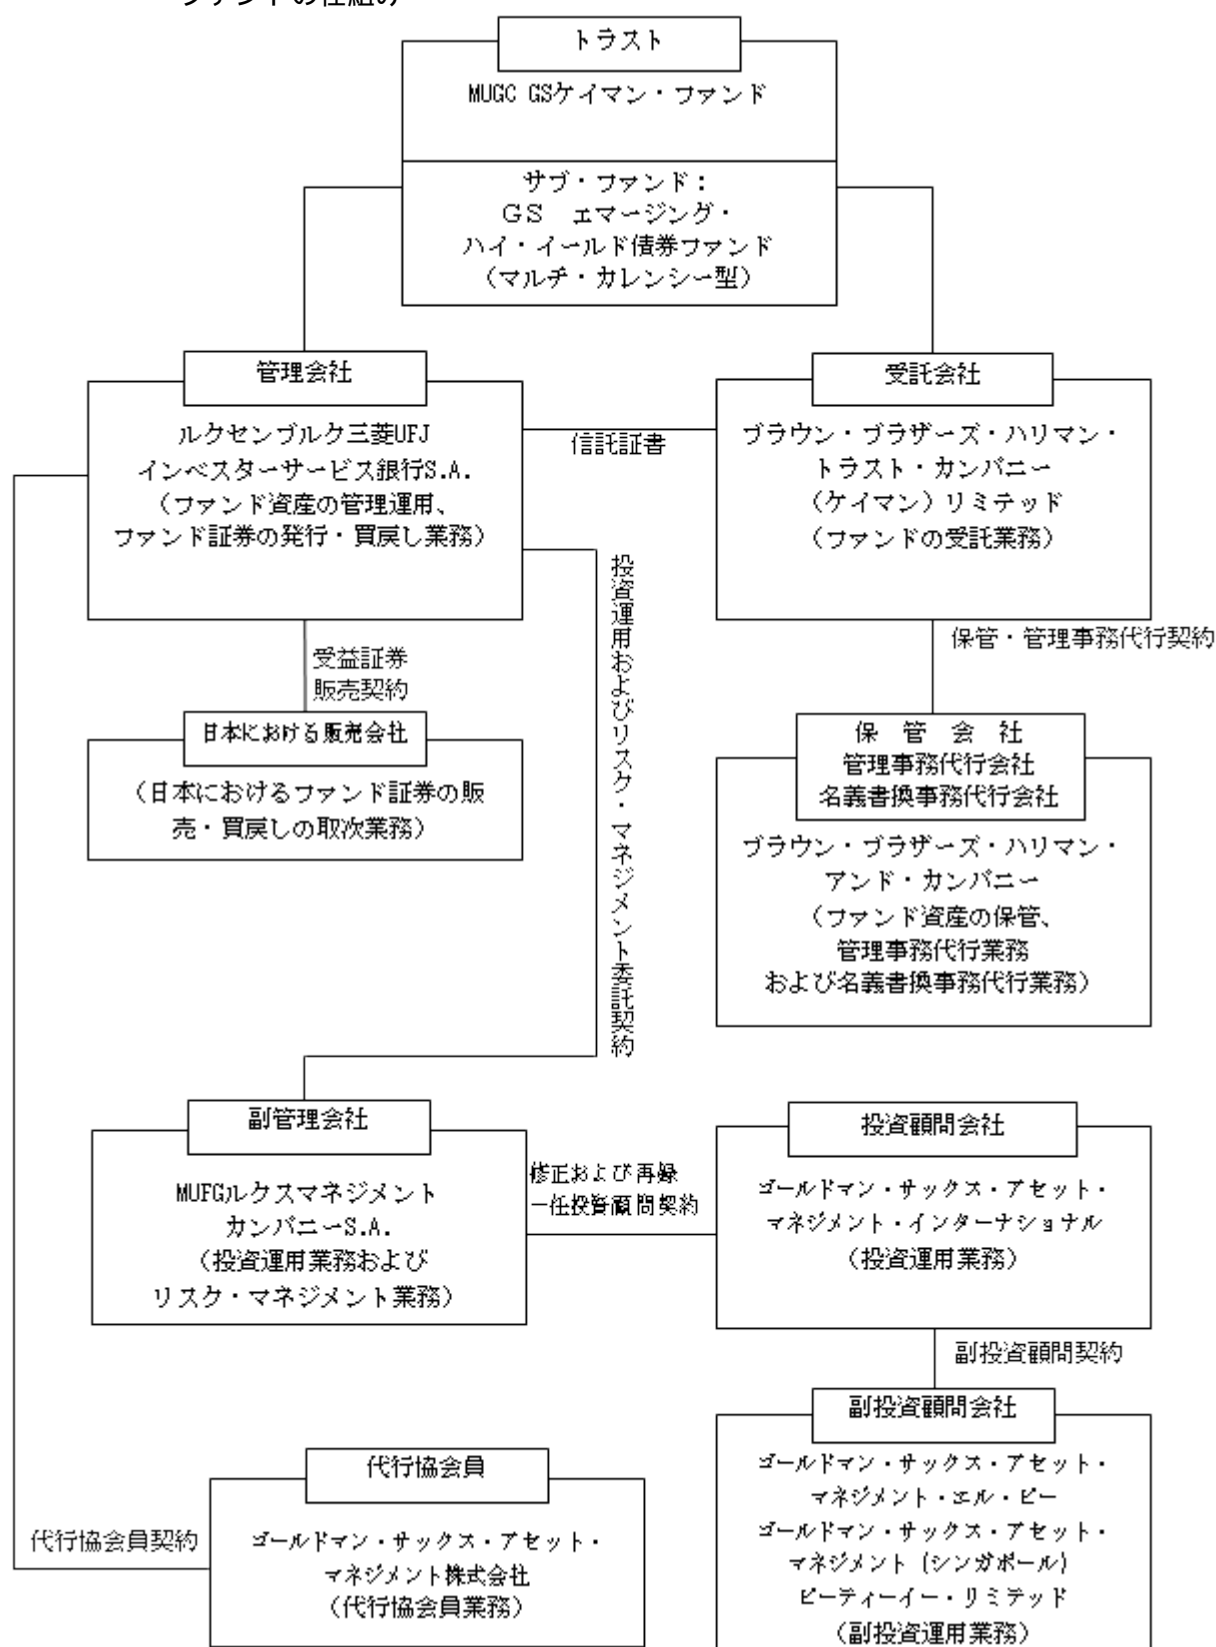 ファンドの仕組み
トラスト
MUGC GSケイマン・ファンド
サブ・ファンド：
ＧＳ　エマージング・
ハイ・イールド債券ファンド
（マルチ・カレンシー型）
管理会社
ルクセンブルク三菱UFJ
インベスターサービス銀行S.A.
（ファンド資産の管理運用、
ファンド証券の発行・買戻し業務）
信託証書
受託会社
ブラウン・ブラザーズ・ハリマン・
トラスト・カンパニー
（ケイマン）リミテッド
（ファンドの受託業務）
受益証券
販売契約
投資運用およびリスク・マネジメント委託契約
保管・管理事務代行契約
日本における販売会社
（日本におけるファンド証券の販
売・買戻しの取次業務）
保　管　会　社
管理事務代行会社
名義書換事務代行会社
ブラウン・ブラザーズ・ハリマン・
アンド・カンパニー
（ファンド資産の保管、
管理事務代行業務
および名義書換事務代行業務）
副管理会社
MUFGルクスマネジメント
カンパニーS.A.
（投資運用業務および
リスク・マネジメント業務）
修正および再録
一任投資顧問契約
投資顧問会社
ゴールドマン・サックス・アセット・
マネジメント・インターナショナル
（投資運用業務）
副投資顧問契約
副投資顧問会社
ゴールドマン・サックス・アセット・
マネジメント・エル・ピー
ゴールドマン・サックス・アセット・
マネジメント（シンガポール）
ピーティーイー・リミテッド
（副投資運用業務）
代行協会員契約
代行協会員
ゴールドマン・サックス・アセット・
マネジメント株式会社
（代行協会員業務）